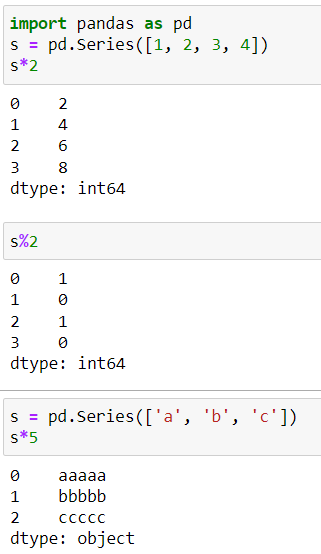 import pandas as pd
s = pd.Series([1, 2, 3, 4])
s*2
0    2
1    4
2    6
3    8
dtype: int64
s%2
0    1
1    0
2    1
3    0
dtype: int64
s = pd.Series(['a', 'b', 'c'])
s*5
0    aaaaa
1    bbbbb
2    ccccc
dtype: object